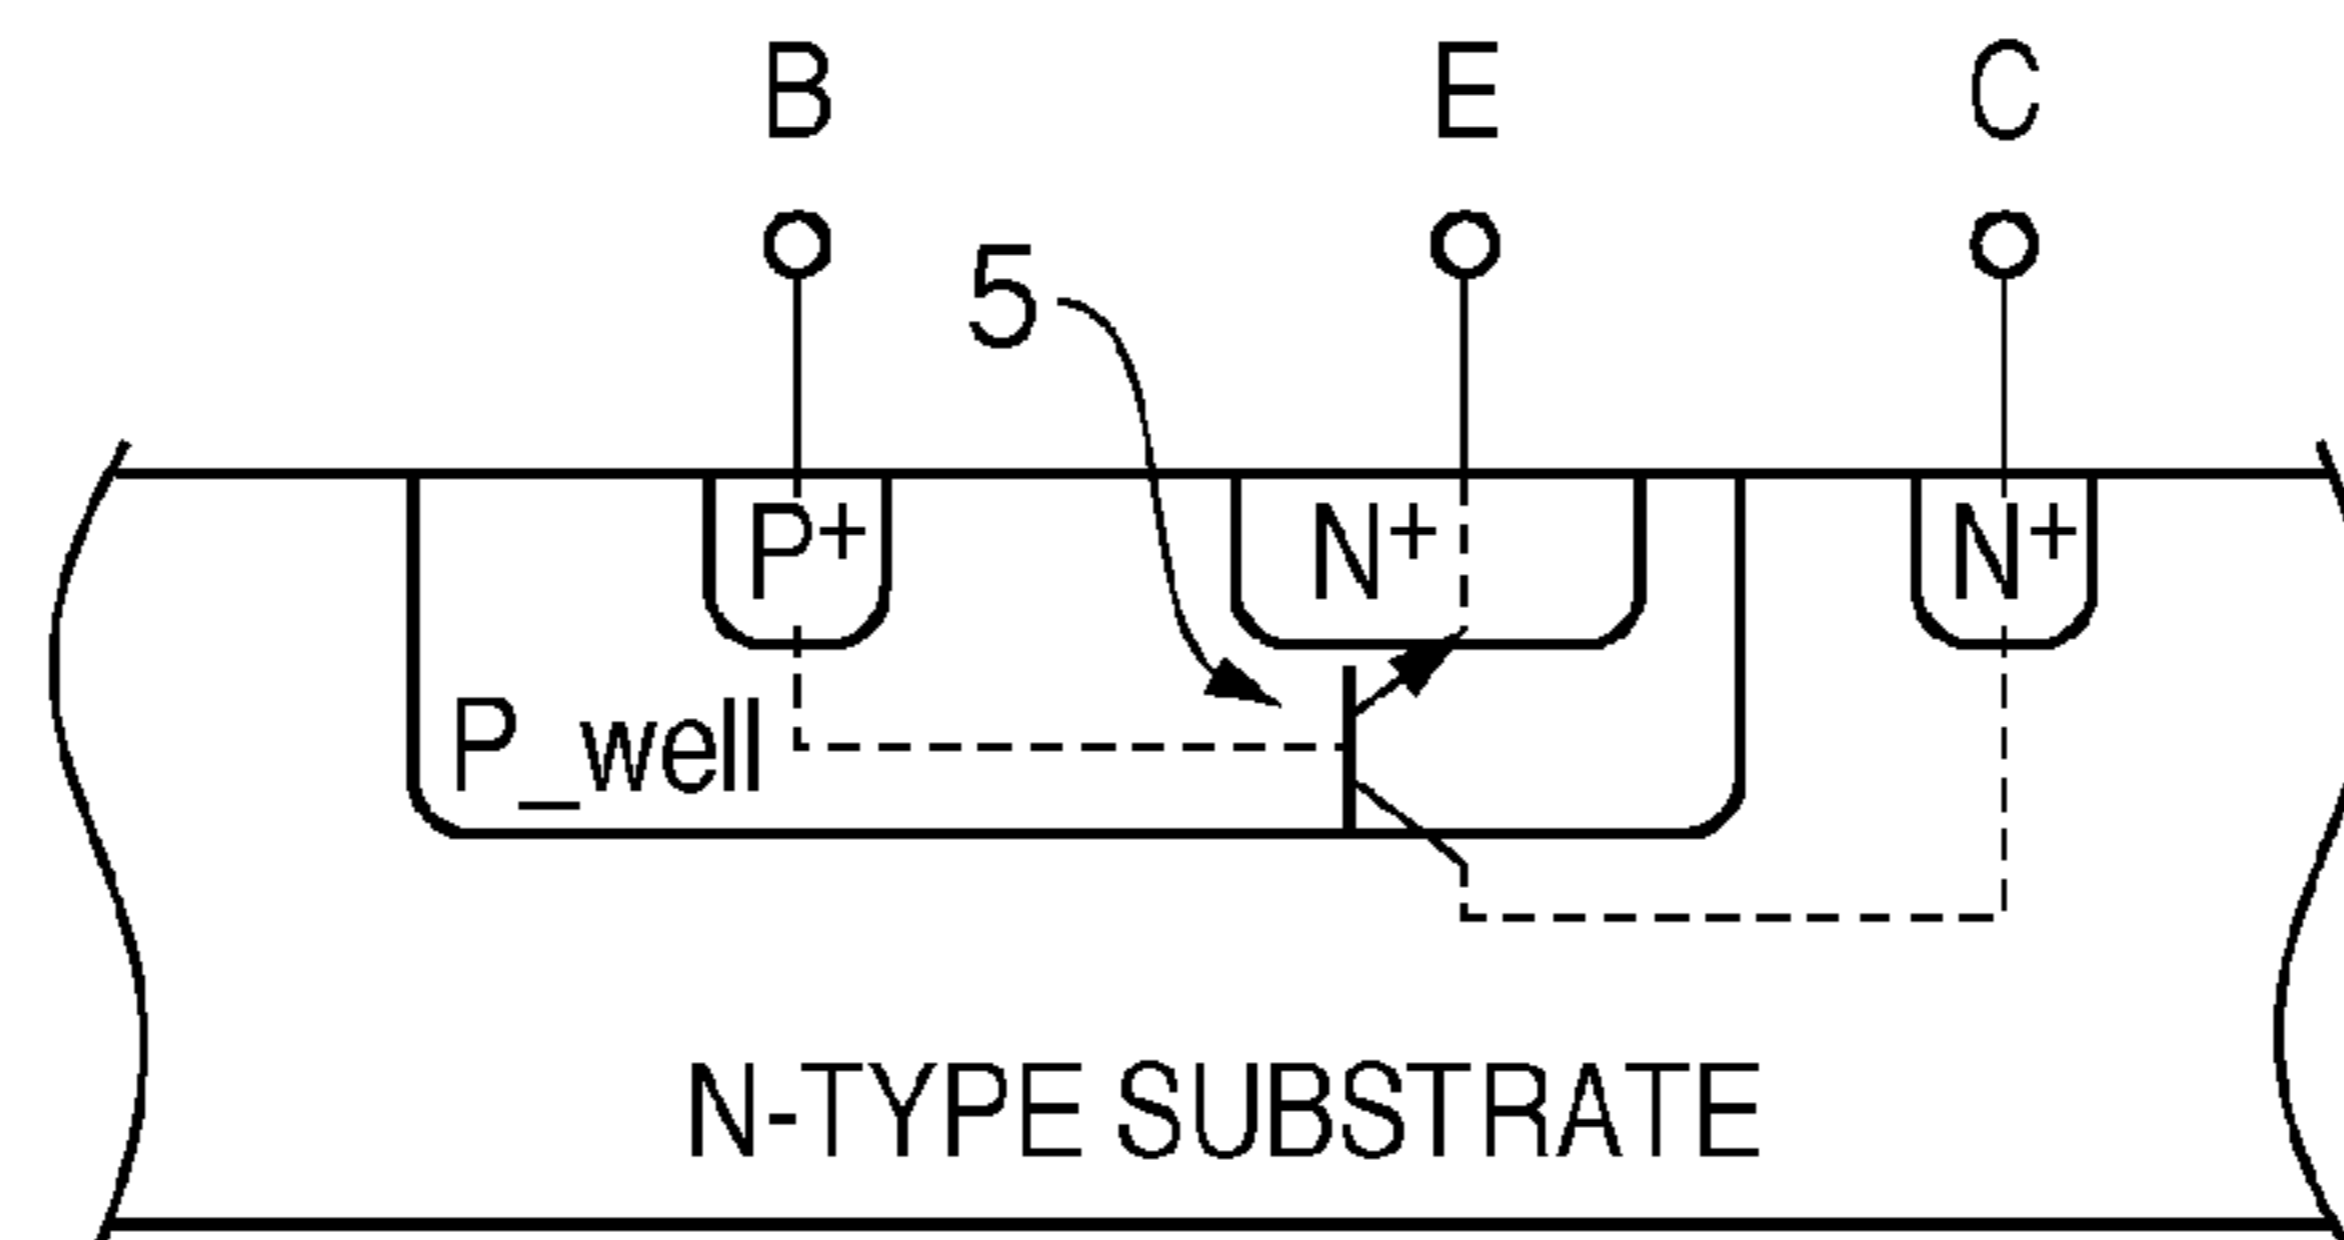 B E C
5
P+ N+ N+
P_well
N-TYPE SUBSTRATE